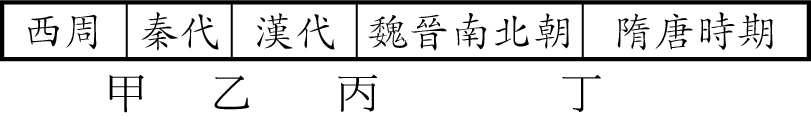 西周 秦代 漢代 魏晉南北朝 隋唐時期
甲 乙 丙 丁